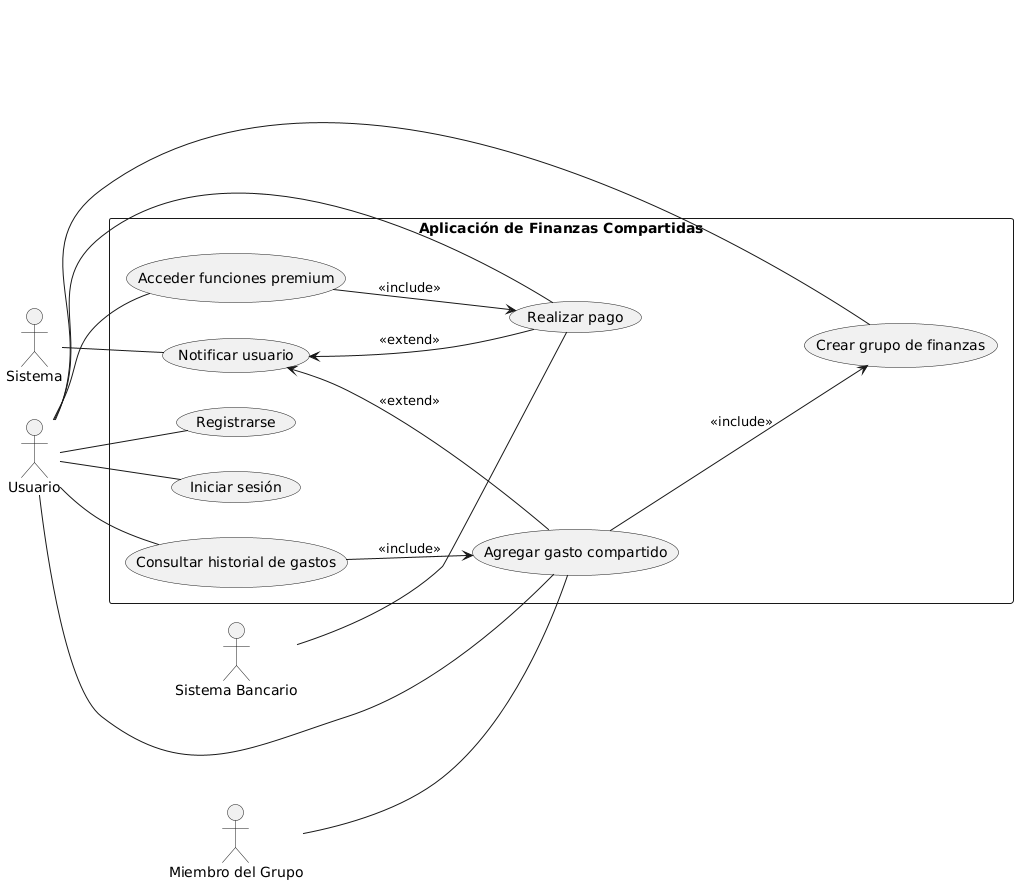 Aplicación de Finanzas Compartidas
Acceder funciones premium
«include»
Realizar pago
Sistema
Notificar usuario
«extend»
Crear grupo de finanzas
«extend»
Registrarse
«include»
Usuario
Iniciar sesión
Consultar historial de gastos
«include»
Agregar gasto compartido
Sistema Bancario
Miembro del Grupo